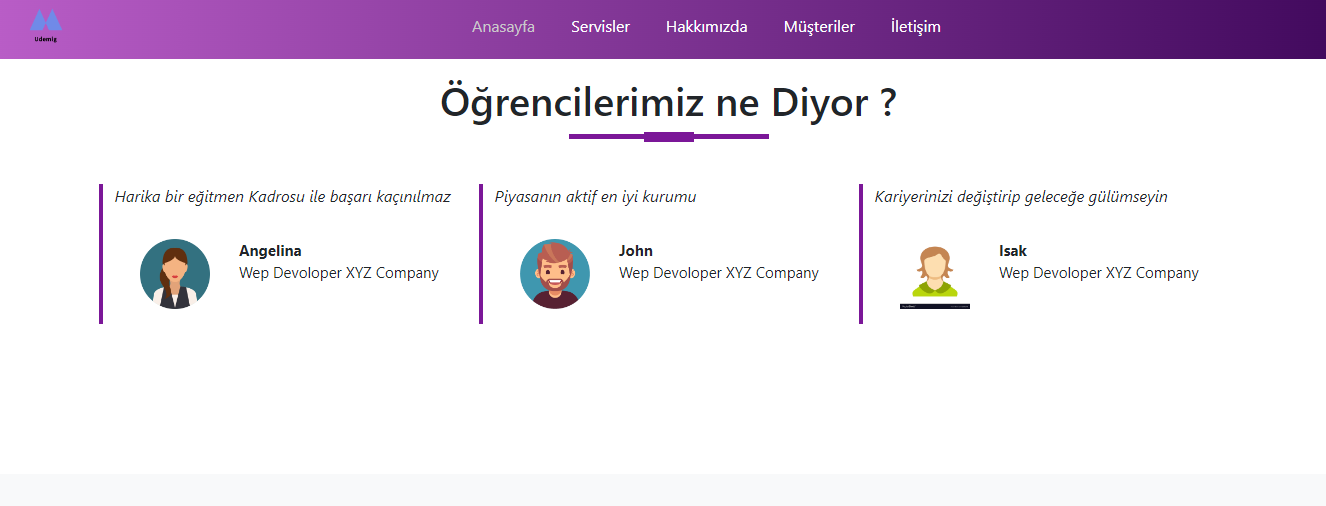 Udemig
Anasayfa Servisler Hakkımızda Müşteriler İletişim
Öğrencilerimiz ne Diyor ?
Harika bir eğitmen Kadrosu ile başarı kaçınılmaz
Angelina
Wep Devoloper XYZ Company
Piyasanın aktif en iyi kurumu
John
Wep Devoloper XYZ Company
Kariyerinizi değiştirip geleceğe gülümseyin
Isak
Wep Devoloper XYZ Company